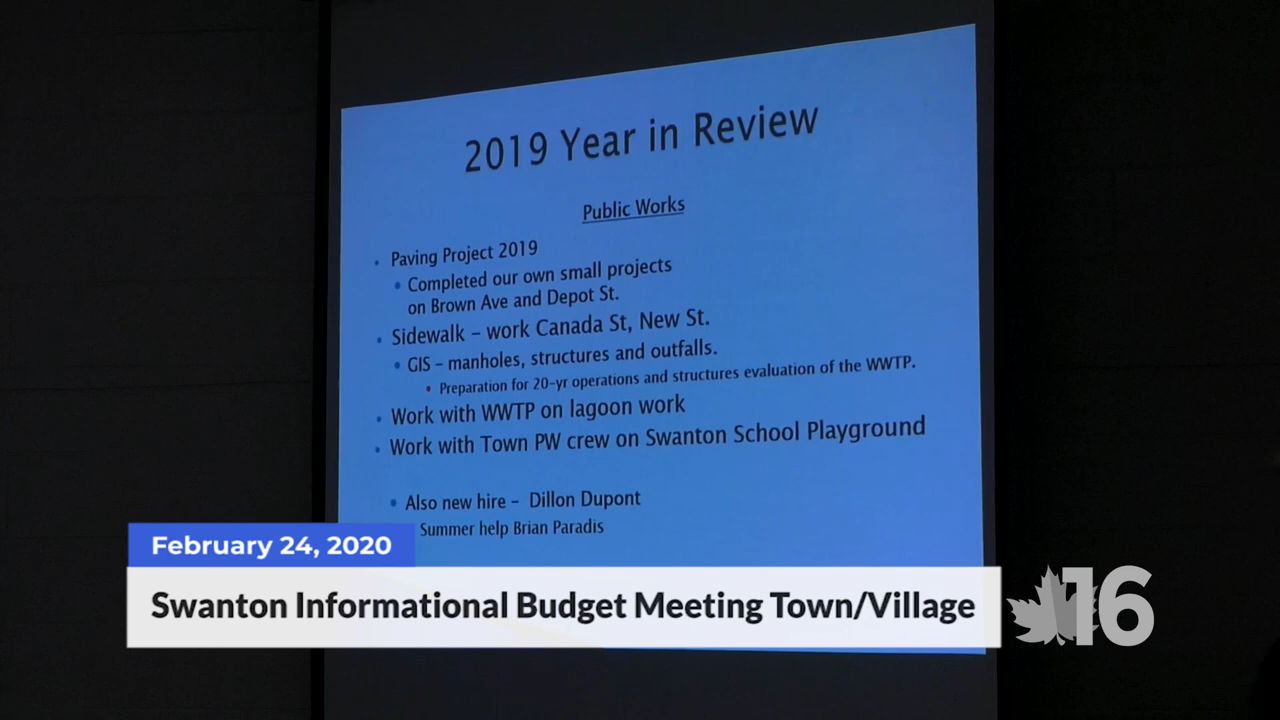 2019 Year in Review
Public Works
• Paving Project 2019
• Completed our own small projects
on Brown Ave and Depot St.
• Sidewalk – work Canada St, New St.
• GIS – manholes, structures and outfalls.
• Preparation for 20-yr operations and structures evaluation of the WWTP.
• Work with WWTP on lagoon work
• Work with Town PW crew on Swanton School Playground
• Also new hire – Dillon Dupont
Summer help Brian Paradis
February 24, 2020
Swanton Informational Budget Meeting Town/Village
16